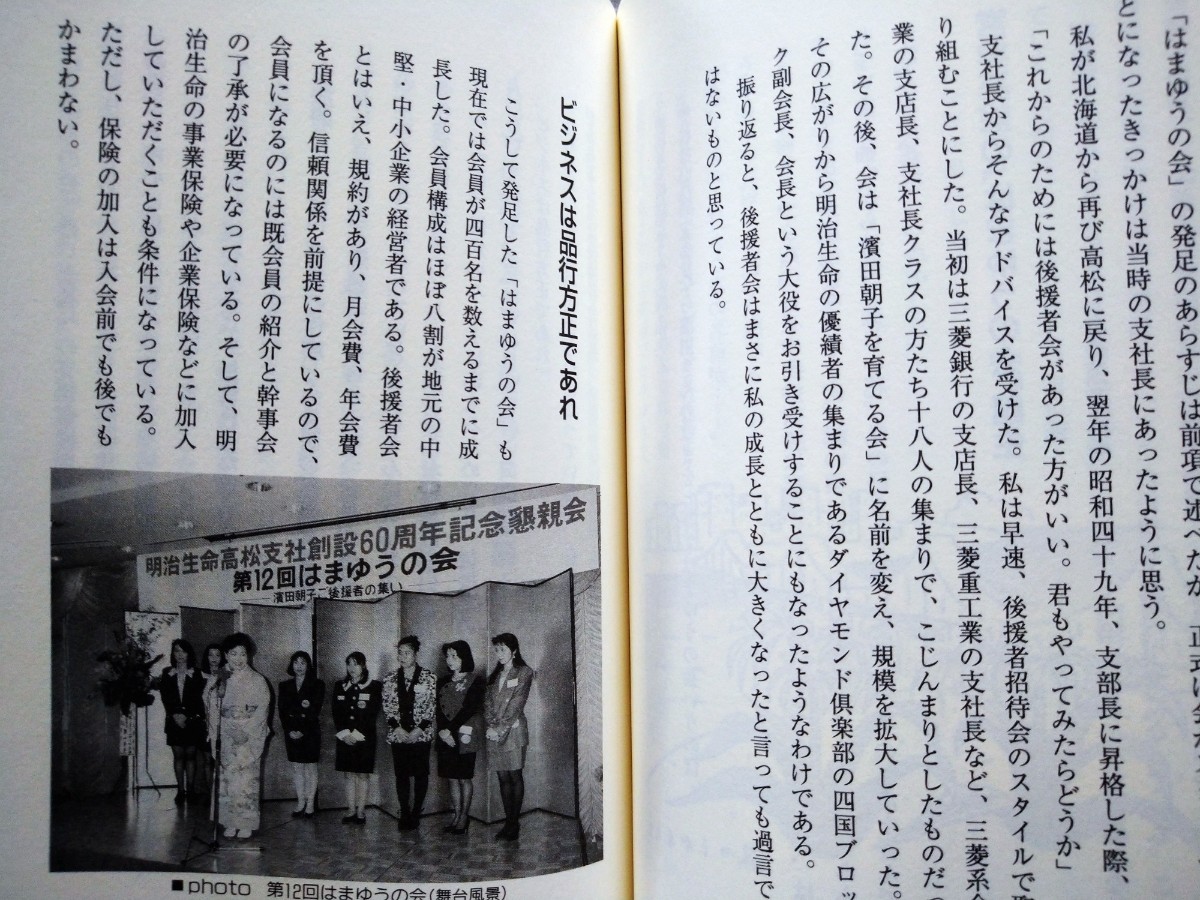 「はまゆうの会」の発足のあらすじは前項で述べたが、正式に
とになったきっかけは当時の支社長にあったように思う。
私が北海道から再び高松に戻り、翌年の昭和四十九年、支部長に昇格した際、
「これからのためには後援者会があった方がいい。君もやってみたらどうか」
支社長からそんなアドバイスを受けた。私は早速、後援者招待会のスタイルで取
り組むことにした。当初は三菱銀行の支店長、三菱重工業の支社長など、三菱系企
業の支店長、支社長クラスの方たち十八人の集まりで、こじんまりとしたものだっ
た。その後、会は「濱田朝子を育てる会」に名前を変え、規模を拡大していった。
その広がりから明治生命の優績者の集まりであるダイヤモンド倶楽部の四国ブロッ
ク副会長、会長という大役をお引き受けすることにもなったようなわけである。
振り返ると、後援者会はまさに私の成長とともに大きくなったと言っても過言で
はないものと思っている。
ビジネスは品行方正であれ
こうして発足した「はまゆうの会」も
現在では会員が四百名を数えるまでに成
長した。会員構成はほぼ八割が地元の中
堅・中小企業の経営者である。後援者会
とはいえ、規約があり、月会費、年会費
を頂く。信頼関係を前提にしているので、
会員になるのには既会員の紹介と幹事会
の了承が必要になっている。そして、明
治生命の事業保険や企業保険などに加入
していただくことも条件になっている。
ただし、保険の加入は入会前でも後でも
かまわない。
明治生命高松支社創設60周年記念懇親会
第12回はまゆうの会
濱田朝子 後援者の集い
■photo 第12回はまゆうの会(舞台風景)